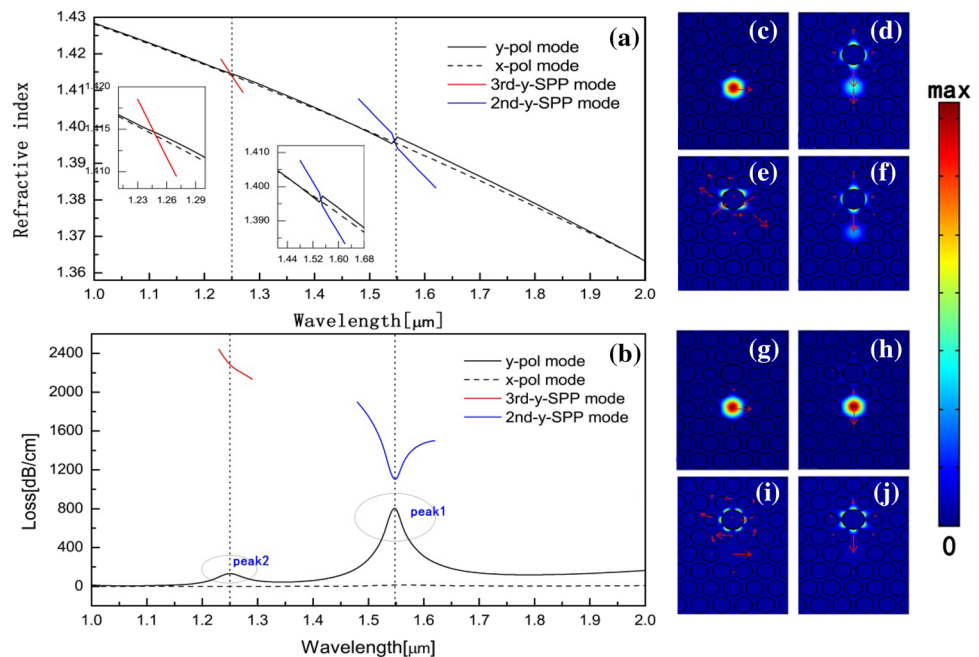 1.43
1.42
1.41
1.40
1.39
1.38
1.37
1.36
Refractive index
(a)
y-pol mode
x-pol mode
3rd-y-SPP mode
2nd-y-SPP mode
1.420
1.415
1.410
1.23 1.26 1.29
1.410
1.400
1.395
1.390
1.44 1.52 1.60 1.68
1.0 1.1 1.2 1.3 1.4 1.5 1.6 1.7 1.8 1.9 2.0
Wavelength[μm]
2400
2000
1600
1200
800
400
0
Loss[dB/cm]
(b)
y-pol mode
x-pol mode
3rd-y-SPP mode
2nd-y-SPP mode
peak1
peak2
1.0 1.1 1.2 1.3 1.4 1.5 1.6 1.7 1.8 1.9 2.0
Wavelength[μm]
(c)
(d)
(e)
(f)
(g)
(h)
(i)
(j)
max
0